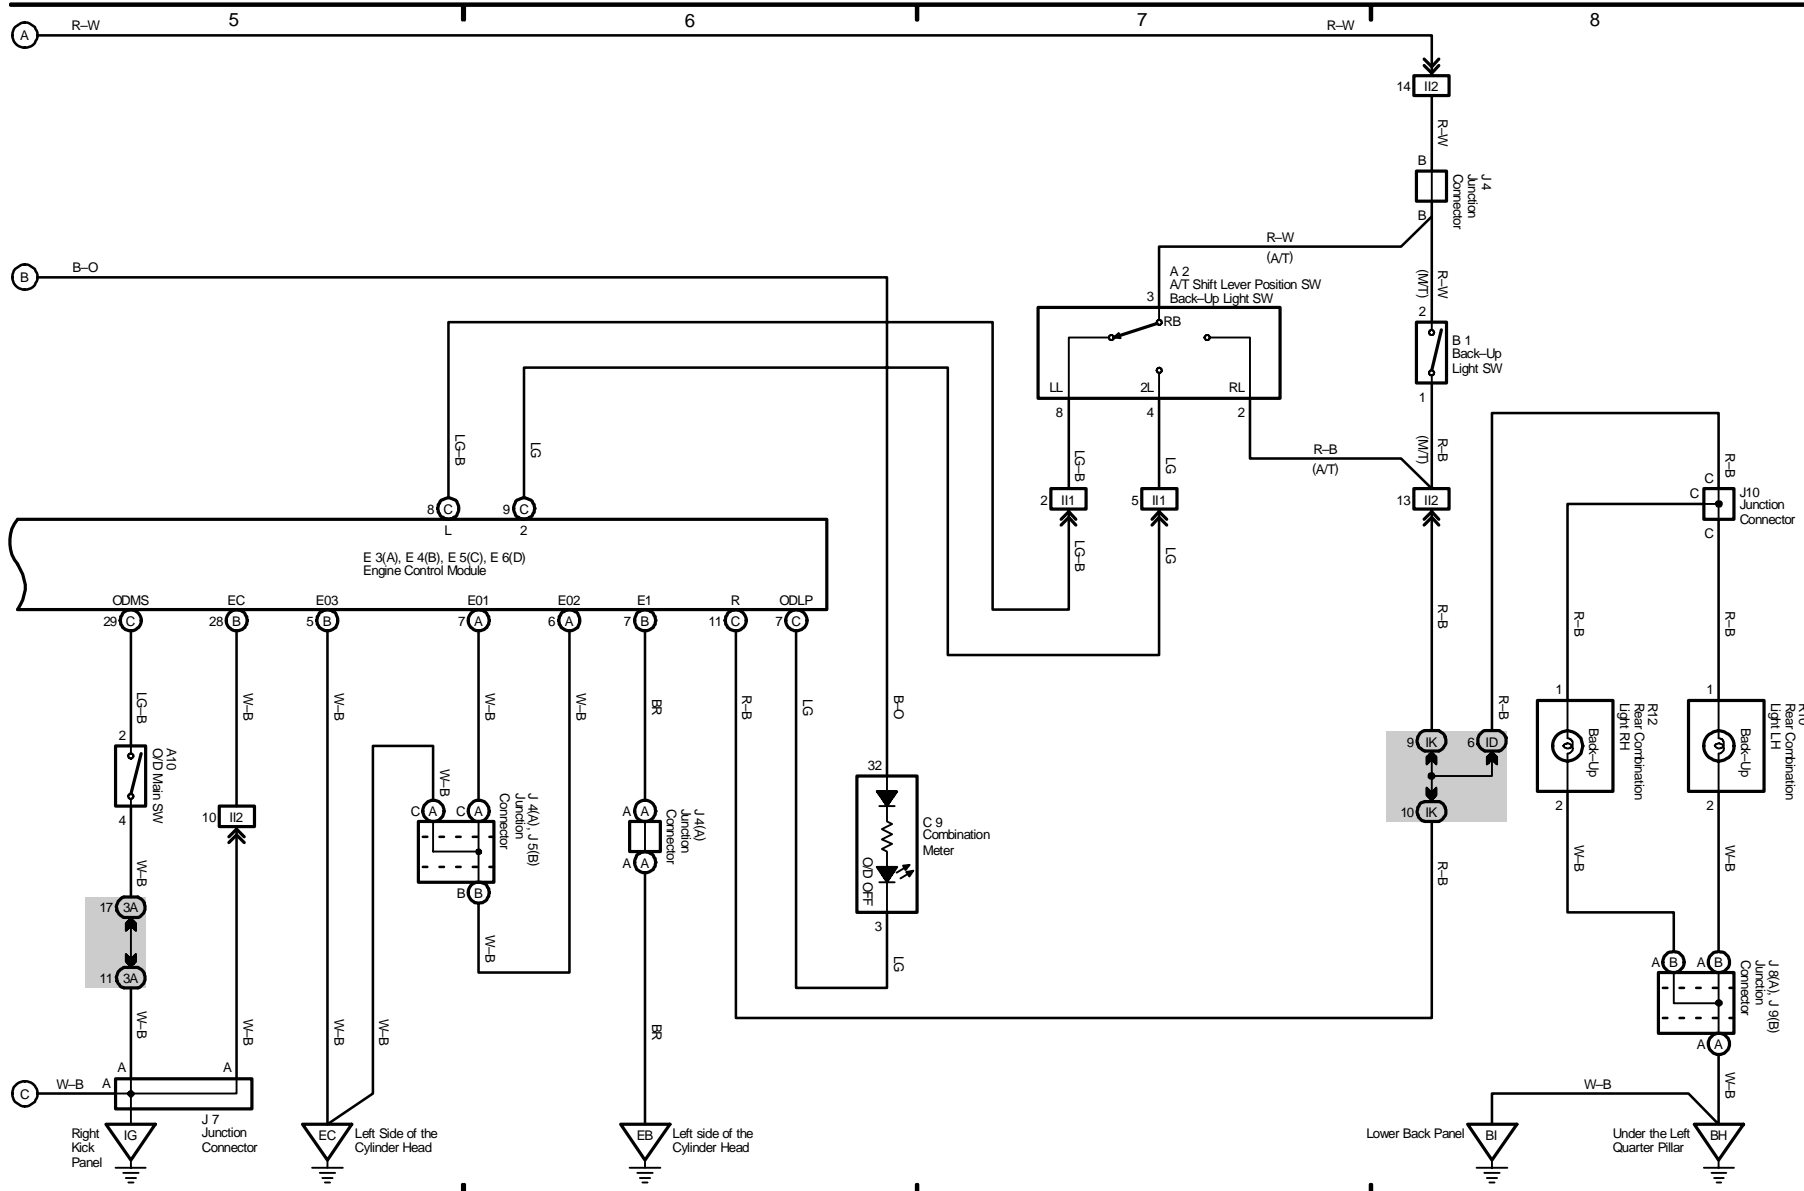 5
6
7
8
A
R–W
R–W
14
II2
R–W
B
J 4
Junction
Connector
B
R–W
(A/T)
B
B–O
A 2
A/T Shift Lever Position SW
Back–Up Light SW
3
RB
LL
2L
RL
8
4
2
R–W
(M/T)
2
B 1
Back–Up
Light SW
1
R–B
(M/T)
R–B
(A/T)
LG–B
LG
LG–B
LG
2
II1
5
II1
13
II2
LG–B
LG
R–B
C
C
J10
Junction
Connector
C
8
C
9
C
L
2
E 3(A), E 4(B), E 5(C), E 6(D)
Engine Control Module
ODMS
EC
E03
E01
E02
E1
R
ODLP
29
C
28
B
5
B
7
A
6
A
7
B
11
C
7
C
R–B
R–B
R–B
LG–B
W–B
W–B
W–B
W–B
BR
R–B
LG
B–O
R–B
1
1
R12
Rear Combination
Light RH
Rear Combination
Light LH
Back–Up
Back–Up
2
2
2
A10
O/D Main SW
4
9
IK
6
ID
10
IK
W–B
10
II2
C
A
C
A
J 4(A), J 5(B)
Junction
Connector
B
B
A
A
J 4(A)
Junction
Connector
A
A
32
C 9
Combination
Meter
O/D OFF
3
W–B
R–B
W–B
W–B
17
3A
11
3A
W–B
LG
A
B
A
B
J 8(A), J 9(B)
Junction
Connector
A
A
W–B
W–B
W–B
W–B
BR
C
W–B
A
A
A
J 7
Junction
Connector
W–B
W–B
Right
Kick
Panel
IG
EC
Left Side of the
Cylinder Head
EB
Left side of the
Cylinder Head
Lower Back Panel
BI
Under the Left
Quarter Pillar
BH